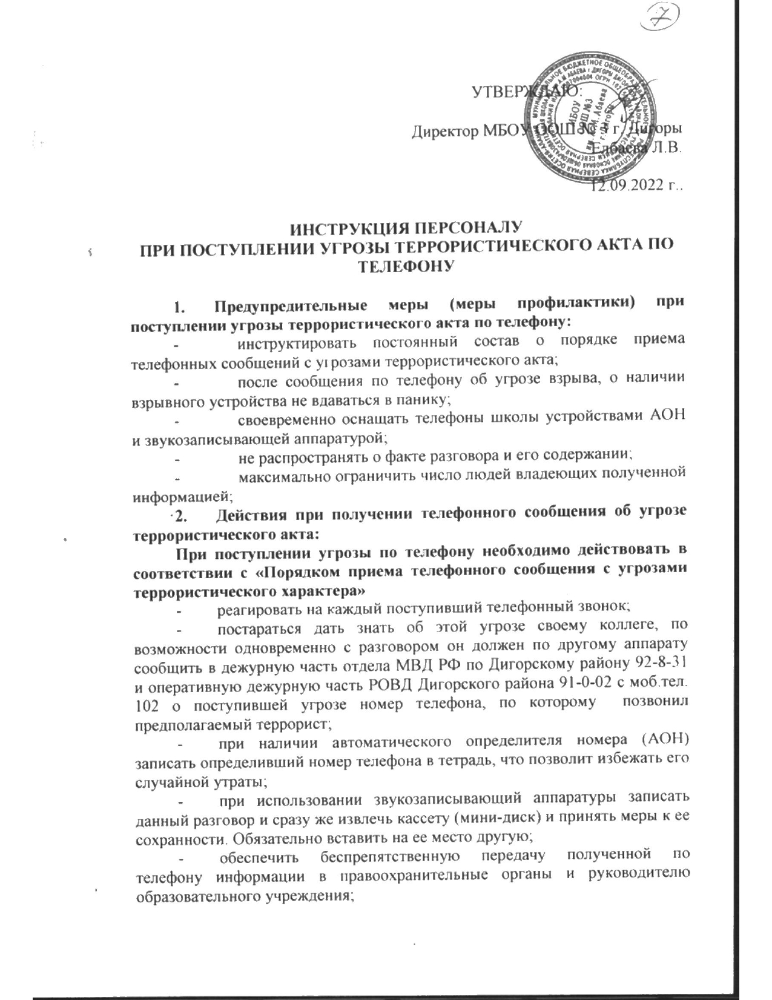 7
УТВЕРЖДАЮ:
Директор МБОУ ООШ № 3 г. Дигоры
Елбаева Л.В.
12.09.2022 г..
МБОУ
ООШ №3
им. А.М. Абаева
г. Дигоры
ИНСТРУКЦИЯ ПЕРСОНАЛУ
ПРИ ПОСТУПЛЕНИИ УГРОЗЫ ТЕРРОРИСТИЧЕСКОГО АКТА ПО
ТЕЛЕФОНУ
1. Предупредительные меры (меры профилактики) при
поступлении угрозы террористического акта по телефону:
- инструктировать постоянный состав о порядке приема
телефонных сообщений с угрозами террористического акта;
- после сообщения по телефону об угрозе взрыва, о наличии
взрывного устройства не вдаваться в панику;
- своевременно оснащать телефоны школы устройствами АОН
и звукозаписывающей аппаратурой;
- не распространять о факте разговора и его содержании;
- максимально ограничить число людей владеющих полученной
информацией;
2. Действия при получении телефонного сообщения об угрозе
террористического акта:
При поступлении угрозы по телефону необходимо действовать в
соответствии с «Порядком приема телефонного сообщения с угрозами
террористического характера»
- реагировать на каждый поступивший телефонный звонок;
- постараться дать знать об этой угрозе своему коллеге, по
возможности одновременно с разговором он должен по другому аппарату
сообщить в дежурную часть отдела МВД РФ по Дигорскому району 92-8-31
и оперативную дежурную часть РОВД Дигорского района 91-0-02 с моб.тел.
102 о поступившей угрозе номер телефона, по которому позвонил
предполагаемый террорист;
- при наличии автоматического определителя номера (АОН)
записать определивший номер телефона в тетрадь, что позволит избежать его
случайной утраты;
- при использовании звукозаписывающий аппаратуры записать
данный разговор и сразу же извлечь кассету (мини-диск) и принять меры к ее
сохранности. Обязательно вставить на ее место другую;
- обеспечить беспрепятственную передачу полученной по
телефону информации в правоохранительные органы и руководителю
образовательного учреждения;